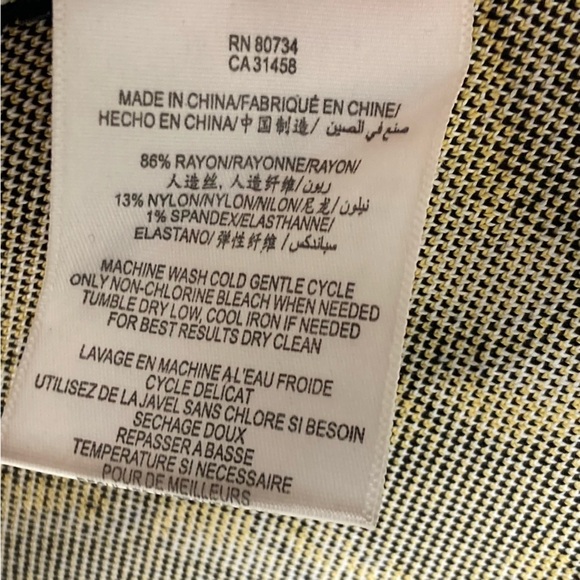 RN 80734
CA 31458
MADE IN CHINA/FABRIQUÉ EN CHINE/
HECHO EN CHINA/中国制造/ صنع في الصين/
86% RAYON/RAYONNE/RAYON/
人造丝, 人造纤维/ريون/
13% NYLON/NYLON/NILON/尼龙/نيلون/
1% SPANDEX/ELASTHANNE/
ELASTANO/弹性纤维/سباندكس/
MACHINE WASH COLD GENTLE CYCLE
ONLY NON-CHLORINE BLEACH WHEN NEEDED
TUMBLE DRY LOW, COOL IRON IF NEEDED
FOR BEST RESULTS DRY CLEAN
LAVAGE EN MACHINE A L'EAU FROIDE
CYCLE DELICAT
UTILISEZ DE LA JAVEL SANS CHLORE SI BESOIN
SECHAGE DOUX
REPASSER A BASSE
TEMPERATURE SI NECESSAIRE
POUR DE MEILLEURS